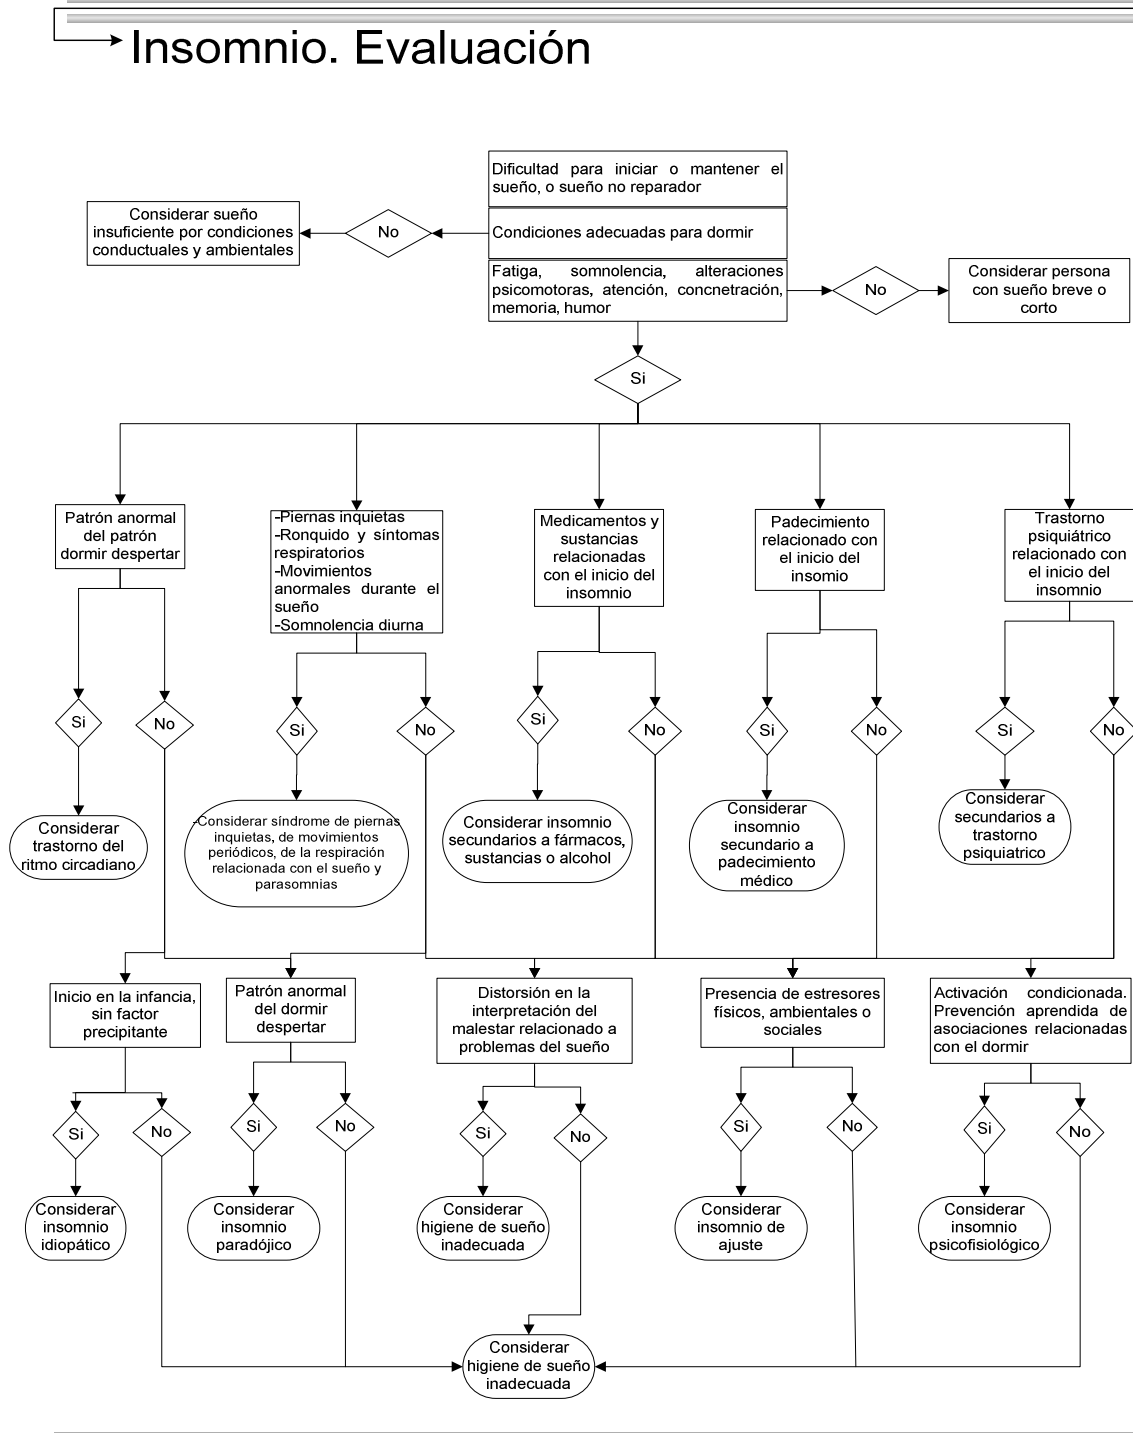 Insomnio. Evaluación
Dificultad para iniciar o mantener el
sueño, o sueño no reparador
Considerar sueño
insuficiente por condiciones
conductuales y ambientales
No
Condiciones adecuadas para dormir
Fatiga, somnolencia, alteraciones
psicomotoras, atención, concnetración,
memoria, humor
No
Considerar persona
con sueño breve o
corto
Si
Patrón anormal
del patrón
dormir despertar
-Piernas inquietas
-Ronquido y síntomas
respiratorios
-Movimientos
anormales durante el
sueño
-Somnolencia diurna
Medicamentos y
sustancias
relacionadas
con el inicio del
insomnio
Padecimiento
relacionado con
el inicio del
insomio
Trastorno
psiquiátrico
relacionado con
el inicio del
insomnio
Si
No
Si
No
Si
No
Si
No
Si
No
Considerar
trastorno del
ritmo circadiano
-Considerar síndrome de piernas
inquietas, de movimientos
periódicos, de la respiración
relacionada con el sueño y
parasomnias
Considerar insomnio
secundarios a fármacos,
sustancias o alcohol
Considerar
insomnio
secundario a
padecimiento
médico
Considerar
secundarios a
trastorno
psiquiatrico
Inicio en la infancia,
sin factor
precipitante
Patrón anormal
del dormir
despertar
Distorsión en la
interpretación del
malestar relacionado a
problemas del sueño
Presencia de estresores
físicos, ambientales o
sociales
Activación condicionada.
Prevención aprendida de
asociaciones relacionadas
con el dormir
Si
No
Si
No
Si
No
Si
No
Si
No
Considerar
insomnio
idiopático
Considerar
insomnio
paradójico
Considerar
higiene de sueño
inadecuada
Considerar
insomnio de
ajuste
Considerar
insomnio
psicofisiológico
Considerar
higiene de sueño
inadecuada